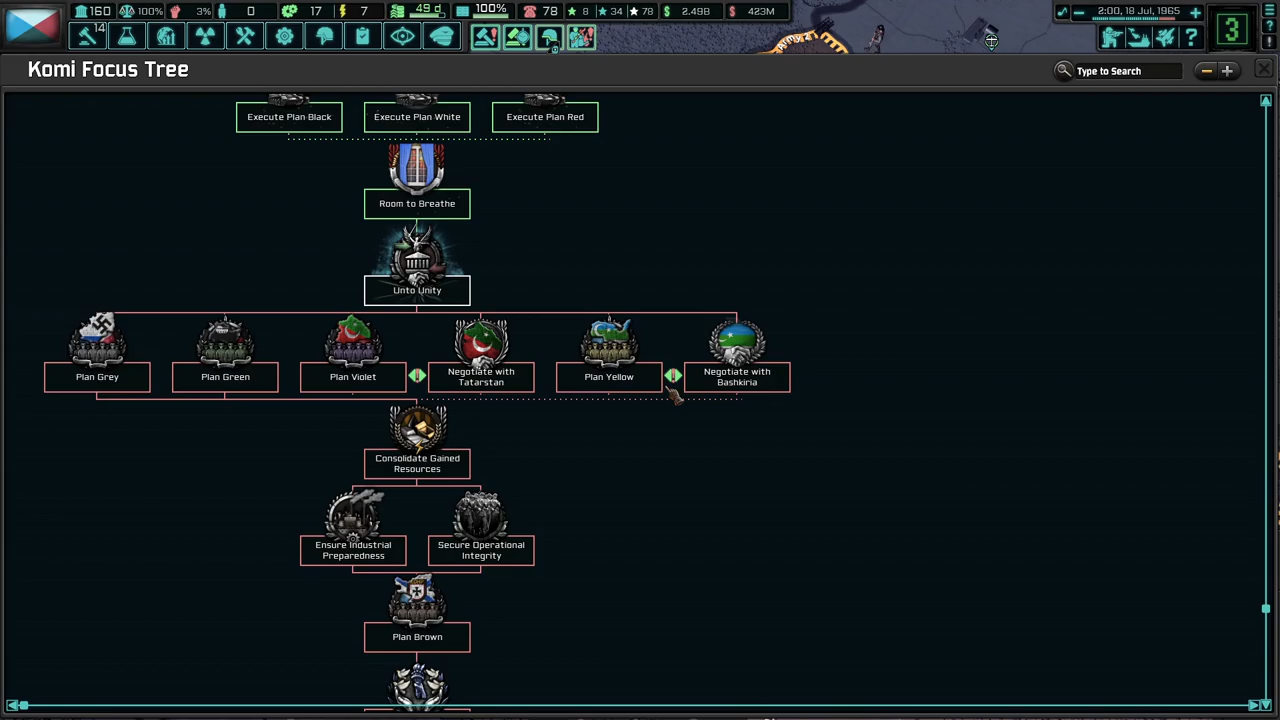 160 100% 3% 0 17 7 49 d 100% 78 8 34 78 2.49B 423M 2:00, 18 Jul, 1965
14
3
Komi Focus Tree
Type to Search
Execute Plan Black
Execute Plan White
Execute Plan Red
Room to Breathe
Unto Unity
Plan Grey
Plan Green
Plan Violet
Negotiate with
Tatarstan
Plan Yellow
Negotiate with
Bashkiria
Consolidate Gained
Resources
Ensure Industrial
Preparedness
Secure Operational
Integrity
Plan Brown